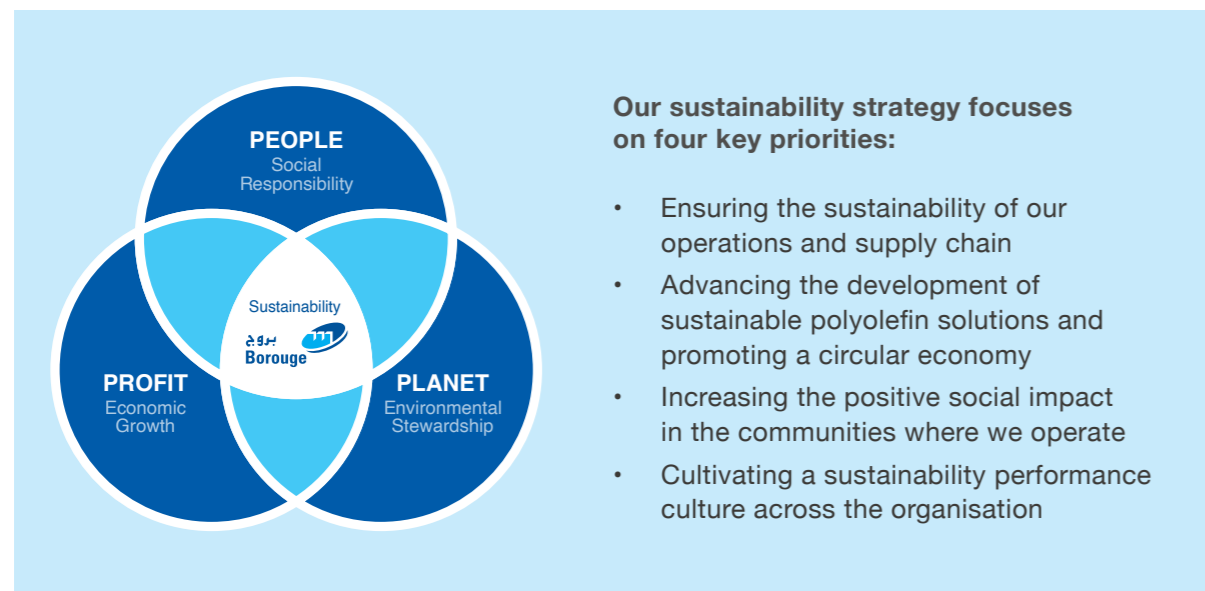 PEOPLE
Social
Responsibility
Sustainability
بروج
Borouge
PROFIT
Economic
Growth
PLANET
Environmental
Stewardship
Our sustainability strategy focuses
on four key priorities:
• Ensuring the sustainability of our
operations and supply chain
• Advancing the development of
sustainable polyolefin solutions and
promoting a circular economy
• Increasing the positive social impact
in the communities where we operate
• Cultivating a sustainability performance
culture across the organisation